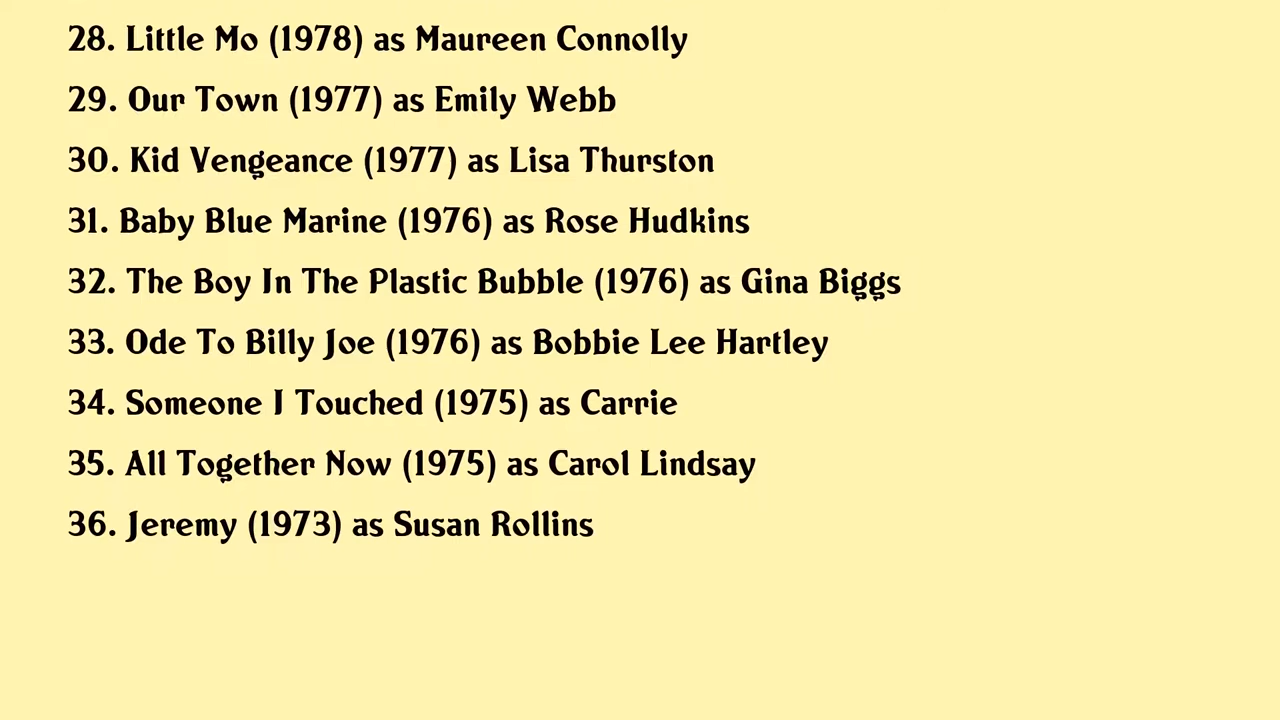 28. Little Mo (1978) as Maureen Connolly
29. Our Town (1977) as Emily Webb
30. Kid Vengeance (1977) as Lisa Thurston
31. Baby Blue Marine (1976) as Rose Hudkins
32. The Boy In The Plastic Bubble (1976) as Gina Biggs
33. Ode To Billy Joe (1976) as Bobbie Lee Hartley
34. Someone I Touched (1975) as Carrie
35. All Together Now (1975) as Carol Lindsay
36. Jeremy (1973) as Susan Rollins